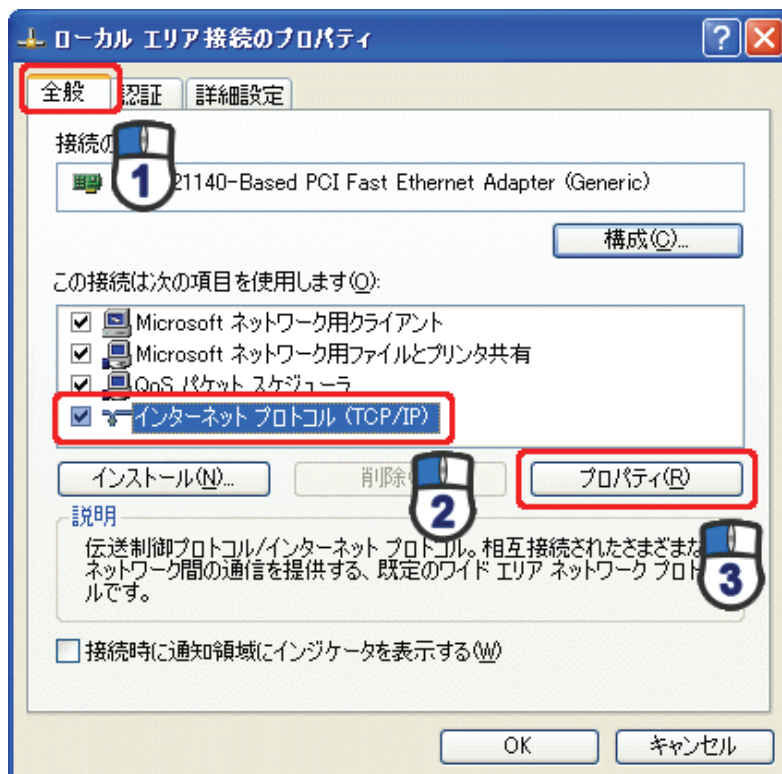 ローカル エリア接続のプロパティ
全般 認証 詳細設定
接続の
1
21140-Based PCI Fast Ethernet Adapter (Generic)
構成(C)...
この接続は次の項目を使用します(O):
Microsoft ネットワーク用クライアント
Microsoft ネットワーク用ファイルとプリンタ共有
QoS パケット スケジューラ
インターネット プロトコル (TCP/IP)
インストール(N)... 削除 プロパティ(R)
2
3
説明
伝送制御プロトコル/インターネット プロトコル。相互接続されたさまざまな
ネットワーク間の通信を提供する、既定のワイド エリア ネットワーク プロト
ルです。
接続時に通知領域にインジケータを表示する(W)
OK キャンセル